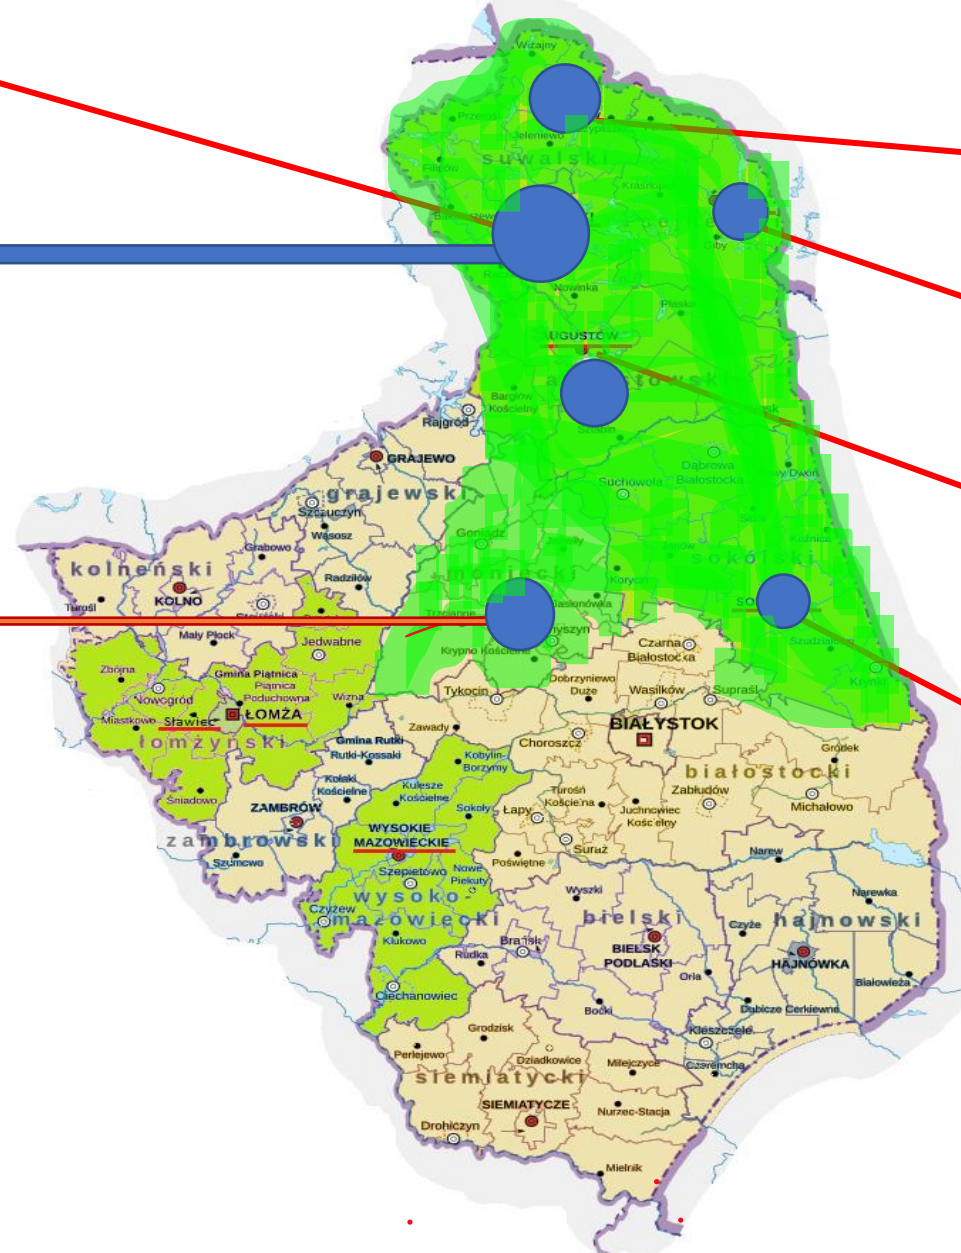 Wiżajny
Przerośl
Jeleniewo
suwalski
Filipów
Giby
Nowinka
Płaska
UGUSTÓW
Bargłów
Kościelny
Rajgród
GRAJEWO
Sztabin
grajewski
Dąbrowa
Białostocka
Suchowola
Szczuczyn
Wąsosz
Goniądz
Grabowo
sokólski
kolneński
moniecki
Radziłów
Korycin
KOLNO
Turośl
Jasionówka
Trzcianne
Mały Płock
Jedwabne
Szudziałowo
Czarna
Białostocka
Krypno Kościelne
Zbójna
Gmina Piątnica
Piątnica
Poduchowna
Dobrzyniewo
Duże
Krynki
Nowogród
Wizna
Tykocin
Wasilków
Supraśl
Miastkowo
Sławiec
ŁOMŻA
BIAŁYSTOK
Zawady
łomżyński
Gmina Rutki
Rutki-Kossaki
Choroszcz
Gródek
Kobylin-
Borzymy
białostocki
Kołaki
Kościelne
Kulesze
Kościelne
Turośń
Kościelna
Zabłudów
Śniadowo
ZAMBRÓW
Sokoły
Łapy
Juchnowiec
Kościelny
Michałowo
WYSOKIE
MAZOWIECKIE
zambrowski
Suraż
Narew
Szumowo
Poświętne
Szepietowo
Nowe
Piekuty
Wyszki
Narewka
wysoko-
mazowiecki
Czyżew
bielski
Czyże
hajnowski
Klukowo
Brańsk
Rudka
BIELSK
PODLASKI
HAJNÓWKA
Orla
Białowieża
Ciechanowiec
Boćki
Dubicze Cerkiewne
Grodzisk
Kleszczele
Perlejewo
Dziadkowice
Milejczyce
Czeremcha
siemiatycki
SIEMIATYCZE
Nurzec-Stacja
Drohiczyn
Mielnik